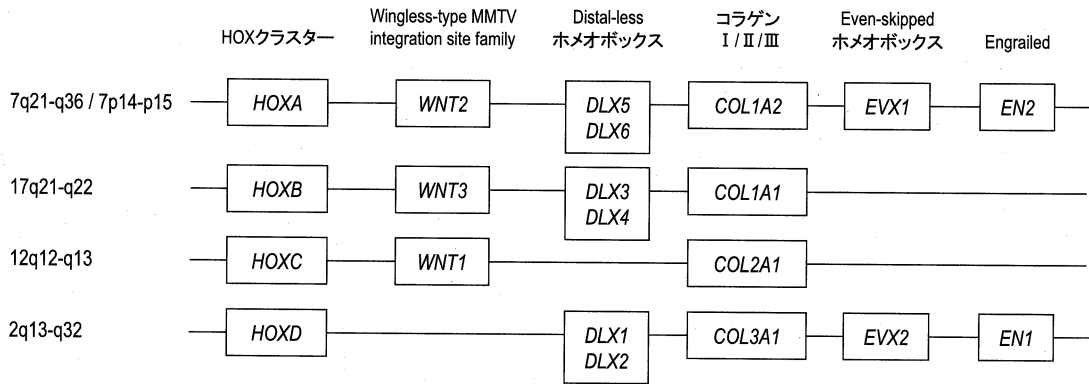 HOXクラスター
Wingless-type MMTV
integration site family
Distal-less
ホメオボックス
コラゲン
Ⅰ/Ⅱ/Ⅲ
Even-skipped
ホメオボックス
Engrailed
7q21-q36 / 7p14-p15
HOXA
WNT2
DLX5
DLX6
COL1A2
EVX1
EN2
17q21-q22
HOXB
WNT3
DLX3
DLX4
COL1A1
12q12-q13
HOXC
WNT1
COL2A1
2q13-q32
HOXD
DLX1
DLX2
COL3A1
EVX2
EN1